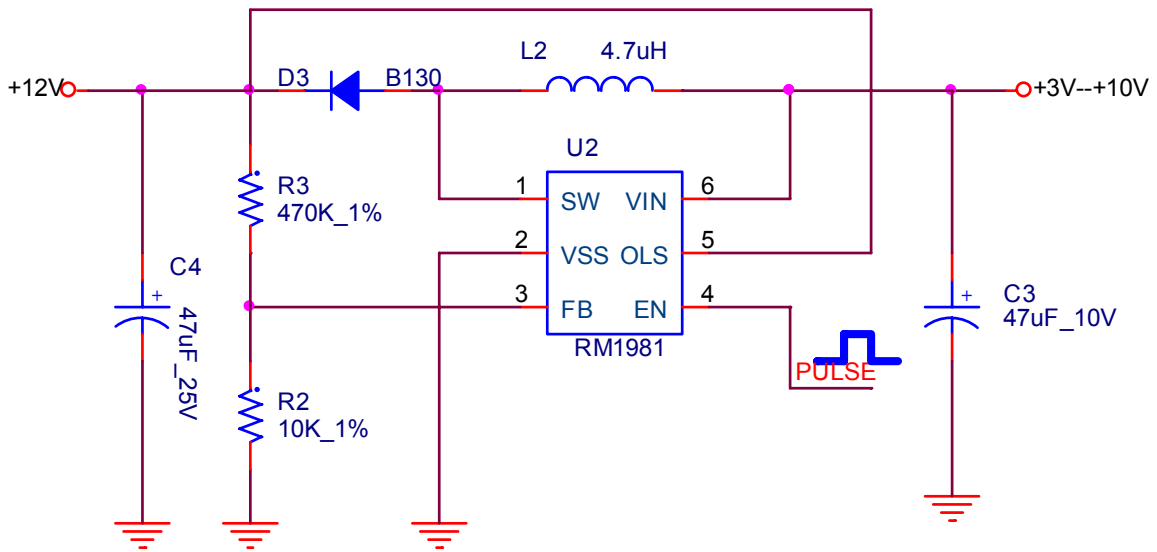 L2
4.7uH
+12V
D3
B130
+3V--+10V
U2
R3
470K_1%
1
SW
VIN
6
2
VSS
OLS
5
3
FB
EN
4
RM1981
C4
+
47uF_25V
C3
+
47uF_10V
PULSE
R2
10K_1%